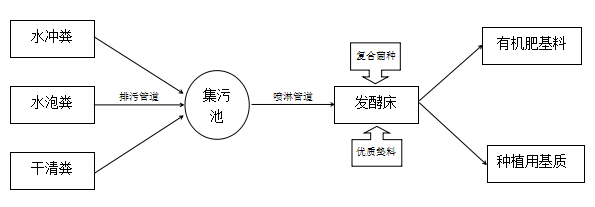 水冲粪
水泡粪
干清粪
排污管道
集污
池
喷淋管道
复合菌种
发酵床
优质垫料
有机肥基料
种植用基质